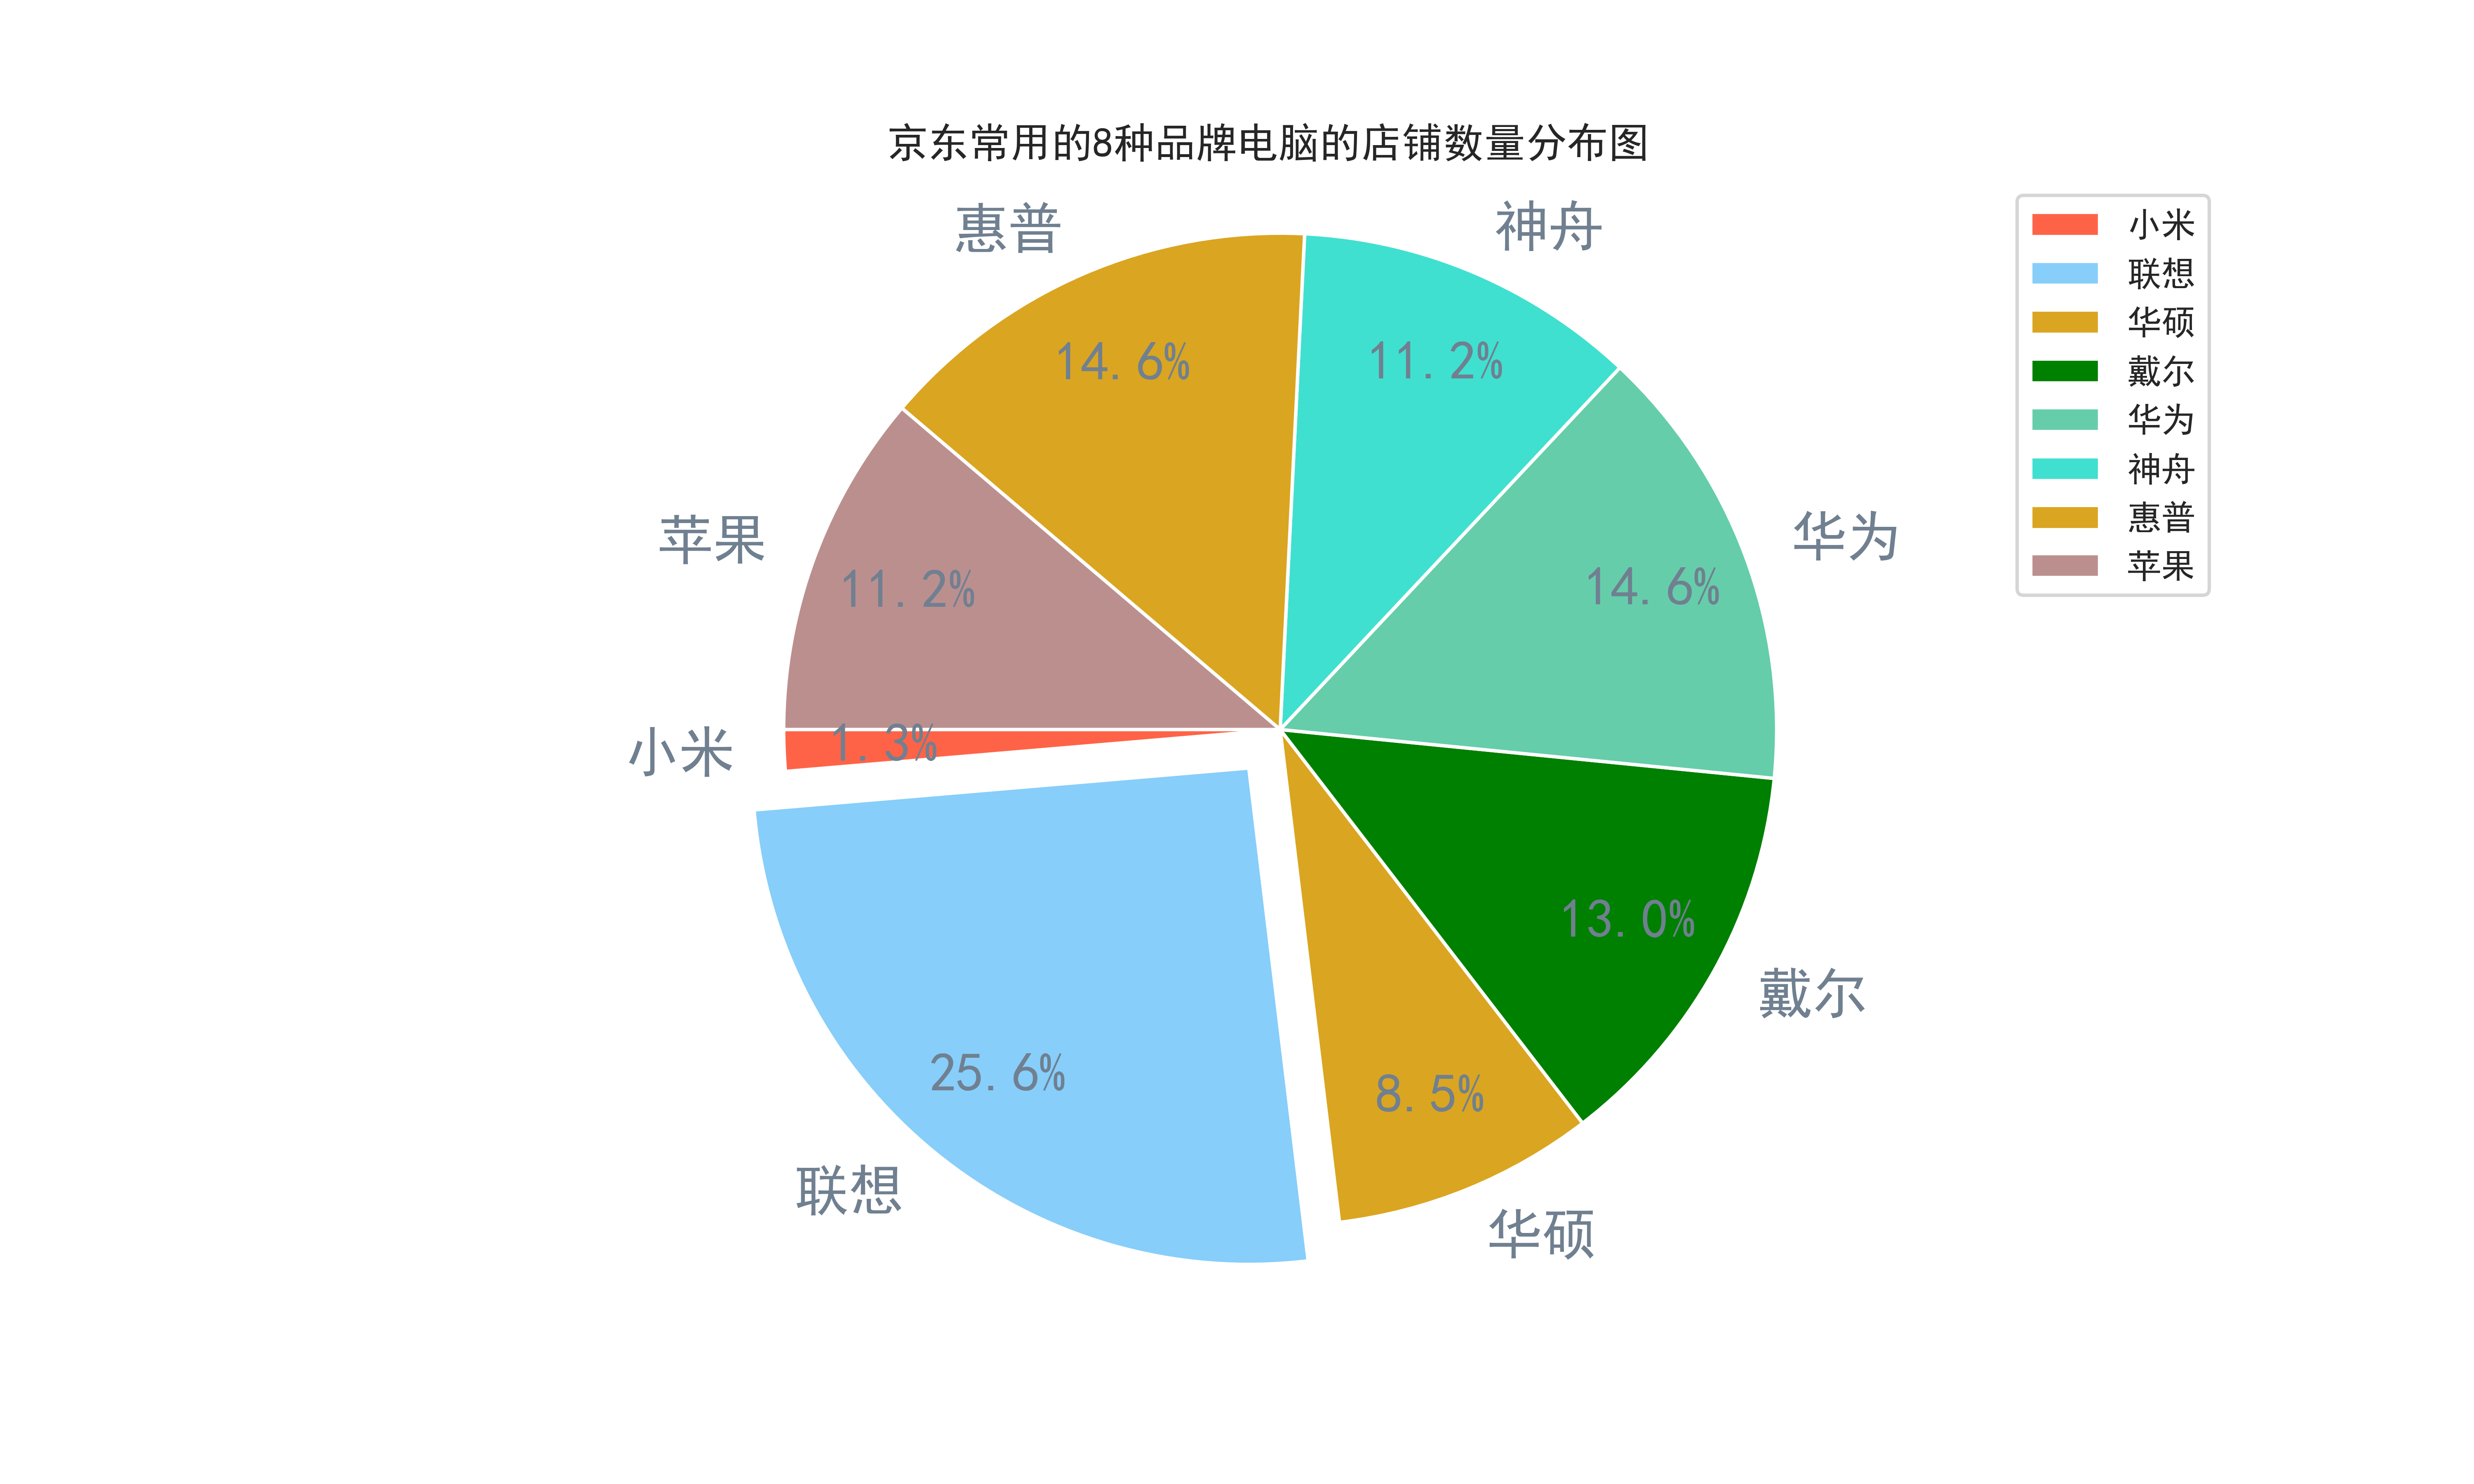 京东常用的8种品牌电脑的店铺数量分布图
惠普
神舟
14.6%
11.2%
苹果
华为
11.2%
14.6%
小米
1.3%
13.0%
戴尔
25.6%
8.5%
联想
华硕
小米
联想
华硕
戴尔
华为
神舟
惠普
苹果